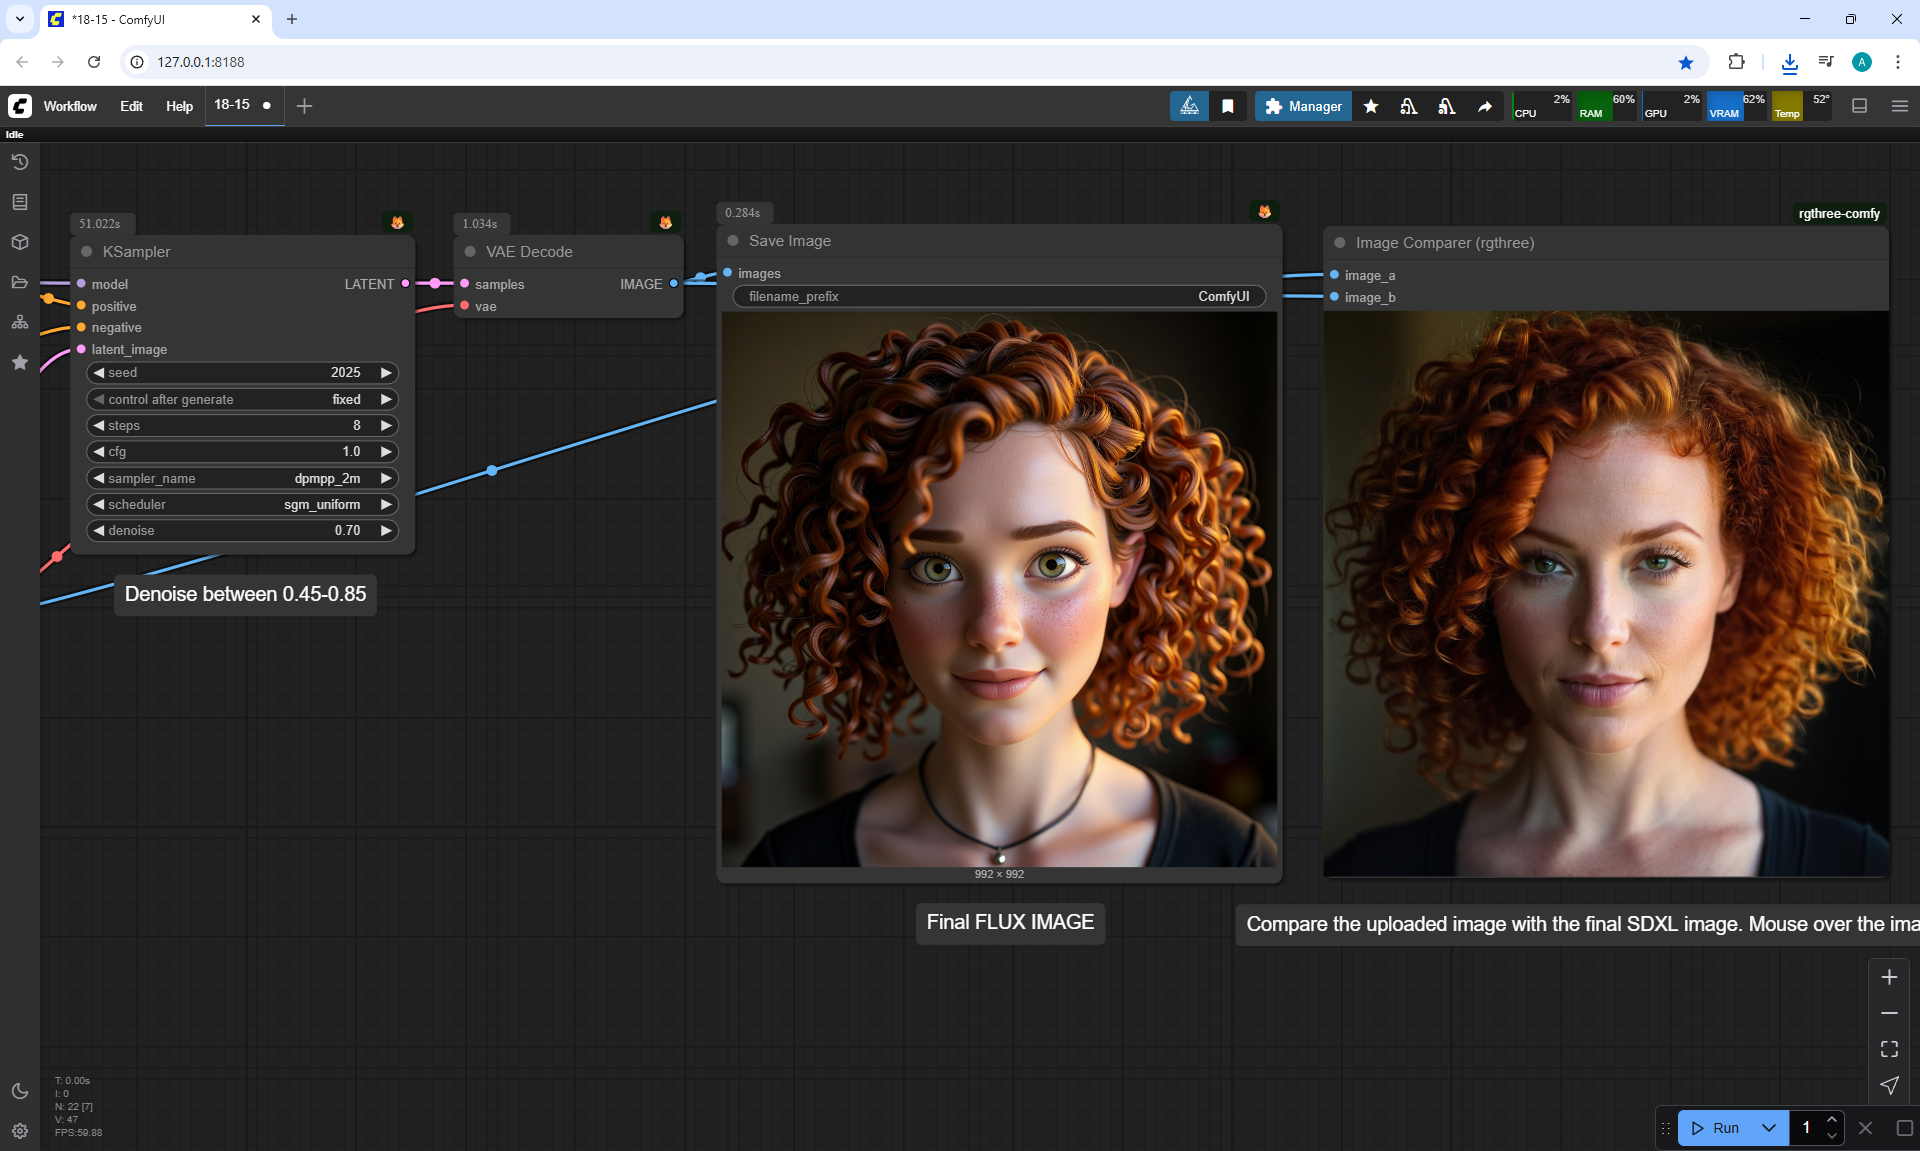 *18-15 - ComfyUI
127.0.0.1:8188
A
Workflow Edit Help 18-15
Manager
CPU 2% RAM 60% GPU 2% VRAM 62% Temp 52°
Idle
51.022s
KSampler
model LATENT
positive
negative
latent_image
seed 2025
control after generate fixed
steps 8
cfg 1.0
sampler_name dpmpp_2m
scheduler sgm_uniform
denoise 0.70
Denoise between 0.45-0.85
1.034s
VAE Decode
samples IMAGE
vae
0.284s
Save Image
images
filename_prefix ComfyUI
992 × 992
Final FLUX IMAGE
rgthree-comfy
Image Comparer (rgthree)
image_a
image_b
Compare the uploaded image with the final SDXL image. Mouse over the ima
T: 0.00s
I: 0
N: 22 [7]
V: 47
FPS:59.88
Run 1